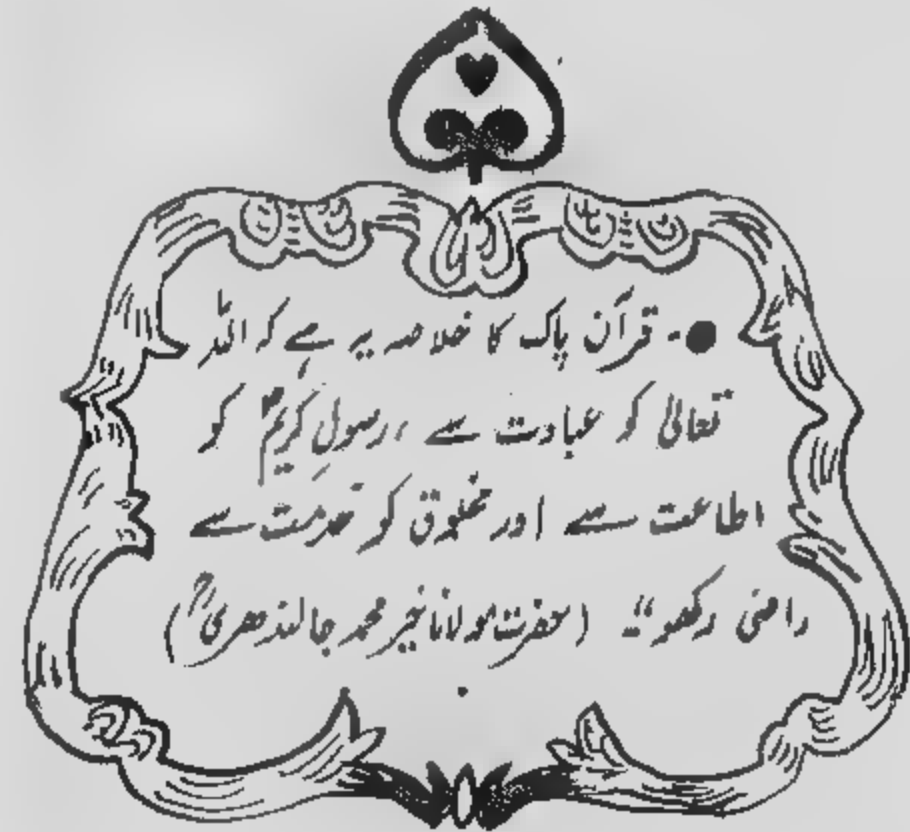 ●- قرآن پاک کا خلاصہ یہ ہے کہ اللہ
تعالیٰ کو عبادت سے ، رسولِ کریمؐ کو
اطاعت سے اور مخلوق کو خدمت سے
راضی رکھو“ (حضرت مولانا خیر محمد جالندھریؒ)